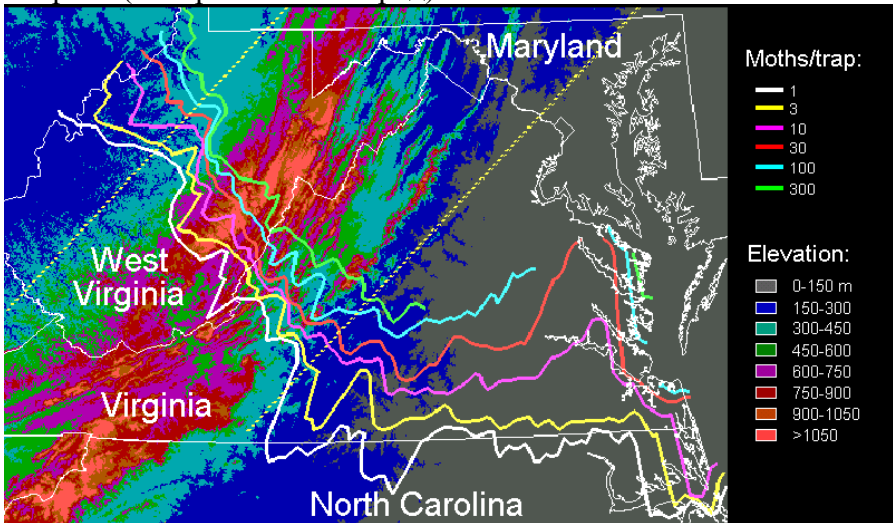 Maryland
West
Virginia
Virginia
North Carolina
Moths/trap:
1
3
10
30
100
300
Elevation:
0-150 m
150-300
300-450
450-600
600-750
750-900
900-1050
>1050